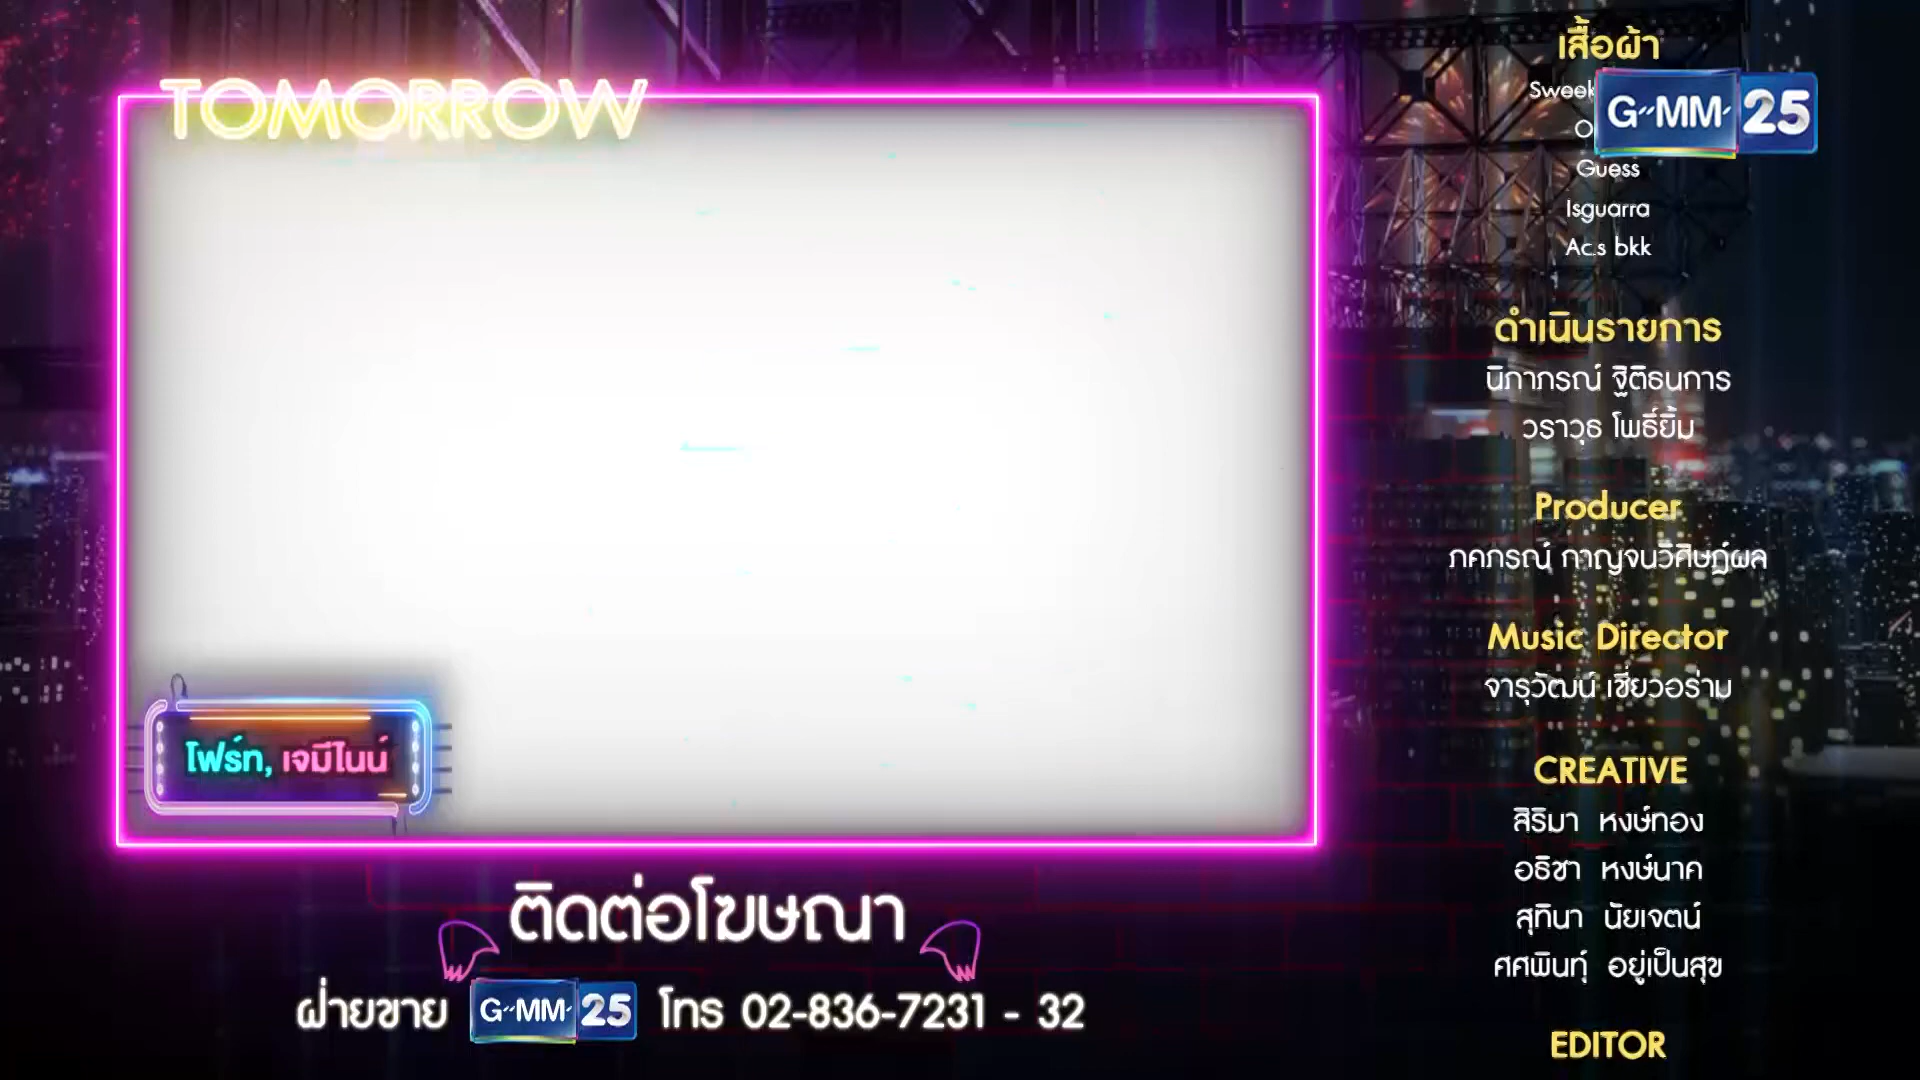 TOMORROW
โฟร์ท, เจมีไนน์
ติดต่อโฆษณา
ฝ่ายขาย GMM 25 โทร 02-836-7231 - 32
GMM 25
เสื้อผ้า
Guess
Isguarra
Ac.s bkk
ดำเนินรายการ
นิภาภรณ์ ฐิติธนการ
วราวุธ โพธิ์ยิ้ม
Producer
ภคภรณ์ กาญจนวิศิษฎ์ผล
Music Director
จารุวัฒน์ เชี่ยวอร่าม
CREATIVE
สิริมา หงษ์ทอง
อธิชา หงษ์นาค
สุทินา นัยเจตน์
ศศพินทุ์ อยู่เป็นสุข
EDITOR